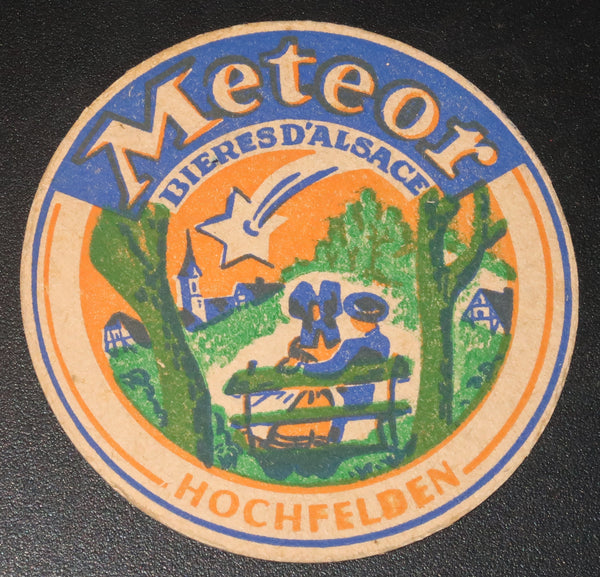 Meteor
BIERES D'ALSACE
HOCHFELDEN